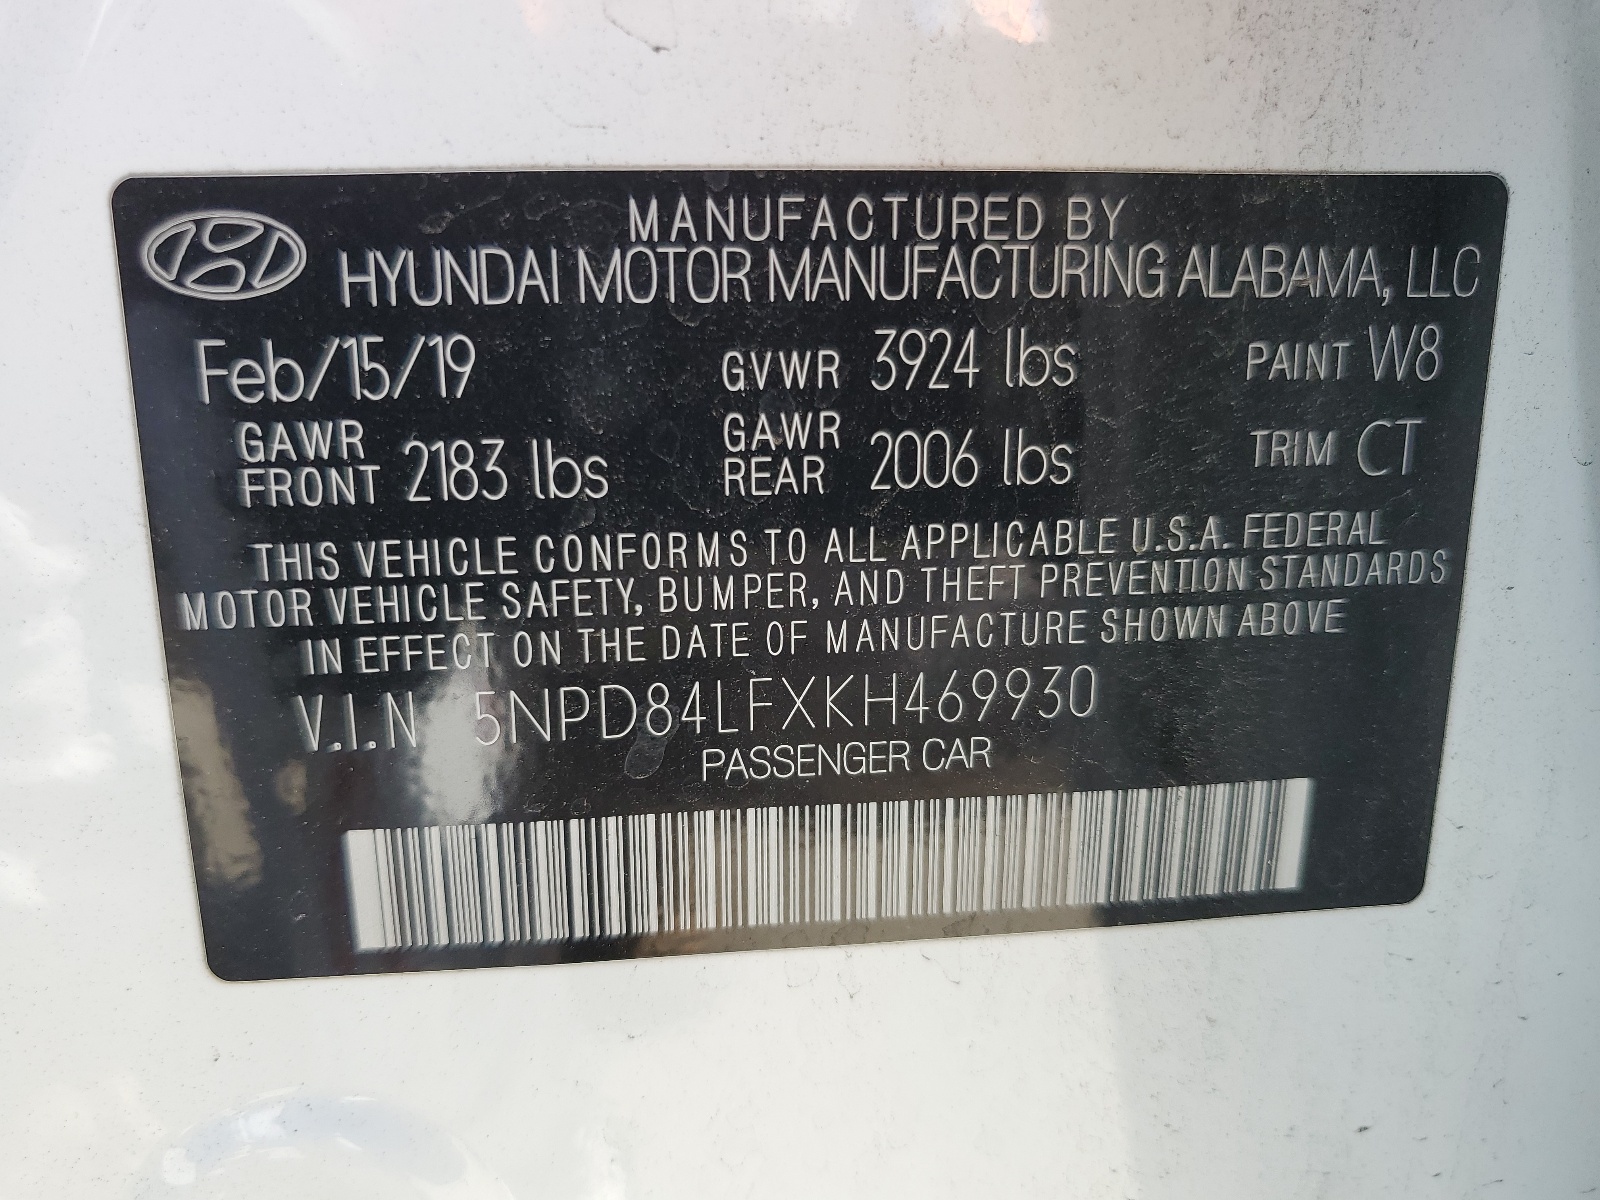 MANUFACTURED BY
HYUNDAI MOTOR MANUFACTURING ALABAMA, LLC
Feb/15/19 GVWR 3924 lbs PAINT W8
GAWR FRONT 2183 lbs GAWR REAR 2006 lbs TRIM CT
THIS VEHICLE CONFORMS TO ALL APPLICABLE U.S.A. FEDERAL
MOTOR VEHICLE SAFETY, BUMPER, AND THEFT PREVENTION STANDARDS
IN EFFECT ON THE DATE OF MANUFACTURE SHOWN ABOVE
V.I.N 5NPD84LFXKH469930
PASSENGER CAR